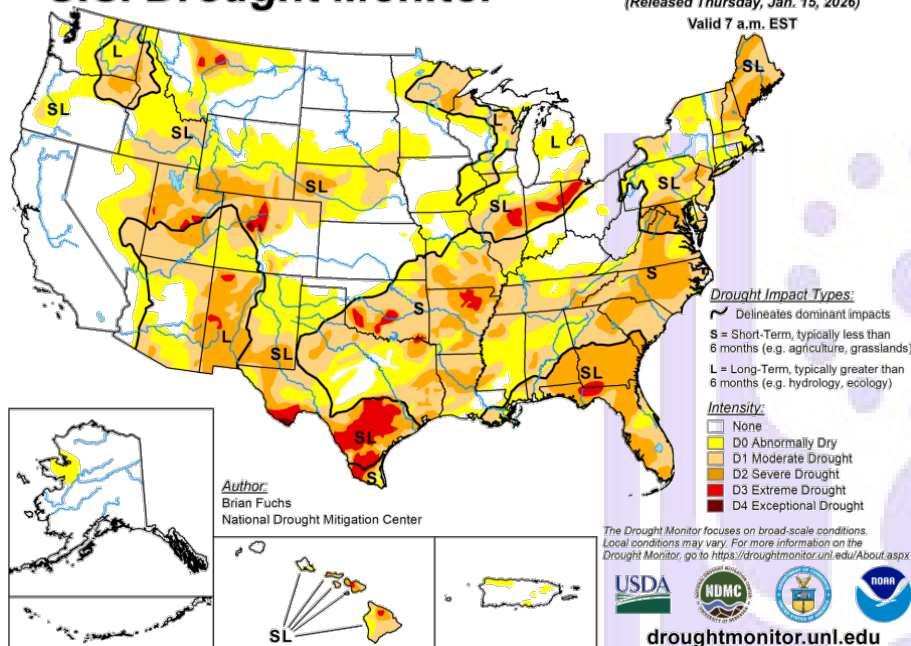 U.S. Drought Monitor
(Released Thursday, Jan. 15, 2026)
Valid 7 a.m. EST
L
SL
SL
SL
L
L
SL
SL
SL
S
S
L
SL
SL
SL
S
Drought Impact Types:
Delineates dominant impacts
S = Short-Term, typically less than
6 months (e.g. agriculture, grasslands)
L = Long-Term, typically greater than
6 months (e.g. hydrology, ecology)
Intensity:
None
D0 Abnormally Dry
D1 Moderate Drought
D2 Severe Drought
D3 Extreme Drought
D4 Exceptional Drought
Author:
Brian Fuchs
National Drought Mitigation Center
SL
The Drought Monitor focuses on broad-scale conditions.
Local conditions may vary. For more information on the
Drought Monitor, go to https://droughtmonitor.unl.edu/About.aspx
USDA
NDMC
NOAA
droughtmonitor.unl.edu